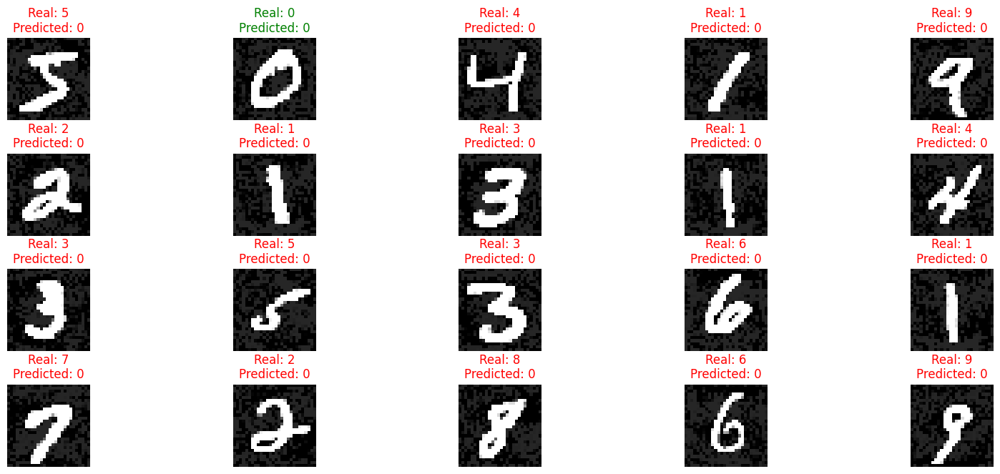 Real: 5
Predicted: 0
Real: 0
Predicted: 0
Real: 4
Predicted: 0
Real: 1
Predicted: 0
Real: 9
Predicted: 0
5
0
4
1
9
Real: 2
Predicted: 0
Real: 1
Predicted: 0
Real: 3
Predicted: 0
Real: 1
Predicted: 0
Real: 4
Predicted: 0
2
1
3
1
4
Real: 3
Predicted: 0
Real: 5
Predicted: 0
Real: 3
Predicted: 0
Real: 6
Predicted: 0
Real: 1
Predicted: 0
3
5
3
6
1
Real: 7
Predicted: 0
Real: 2
Predicted: 0
Real: 8
Predicted: 0
Real: 6
Predicted: 0
Real: 9
Predicted: 0
7
2
8
6
9